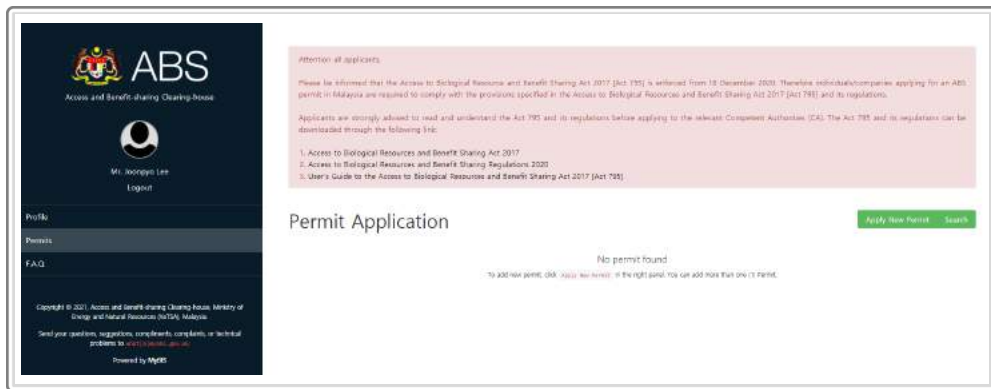 ABS
Access and Benefit-sharing Clearing-house
Mr. Joongyo Lee
Logout
Profile
Permits
F.A.Q.
Copyright © 2021, Access and Benefit-sharing Clearing-house, Ministry of
Energy and Natural Resources (KeTSA), Malaysia
Send your questions, suggestions, compliments, complaints, or technical
problems to
Powered by MyGIS
Attention all applicants,
Please be informed that the Access to Biological Resource and Benefit Sharing Act 2017 [Act 795] is enforced from 18 December 2020. Therefore individuals/companies applying for an ABS
permit in Malaysia are required to comply with the provisions specified in the Access to Biological Resources and Benefit Sharing Act 2017 [Act 795] and its regulations.
Applicants are strongly advised to read and understand the Act 795 and its regulations before applying to the relevant Competent Authorities (CA). The Act 795 and its regulations can be
downloaded through the following link:
1. Access to Biological Resources and Benefit Sharing Act 2017
2. Access to Biological Resources and Benefit Sharing Regulations 2020
3. User's Guide to the Access to Biological Resources and Benefit Sharing Act 2017 [Act 795]
Permit Application
Apply New Permit Search
No permit found
To add new permit, click Apply New Permit in the right panel. You can add more than one (1) Permit.